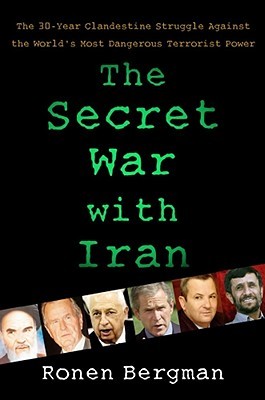 The 30-Year Clandestine Struggle Against
the World's Most Dangerous Terrorist Power
The
Secret
War
with
Iran
Ronen Bergman